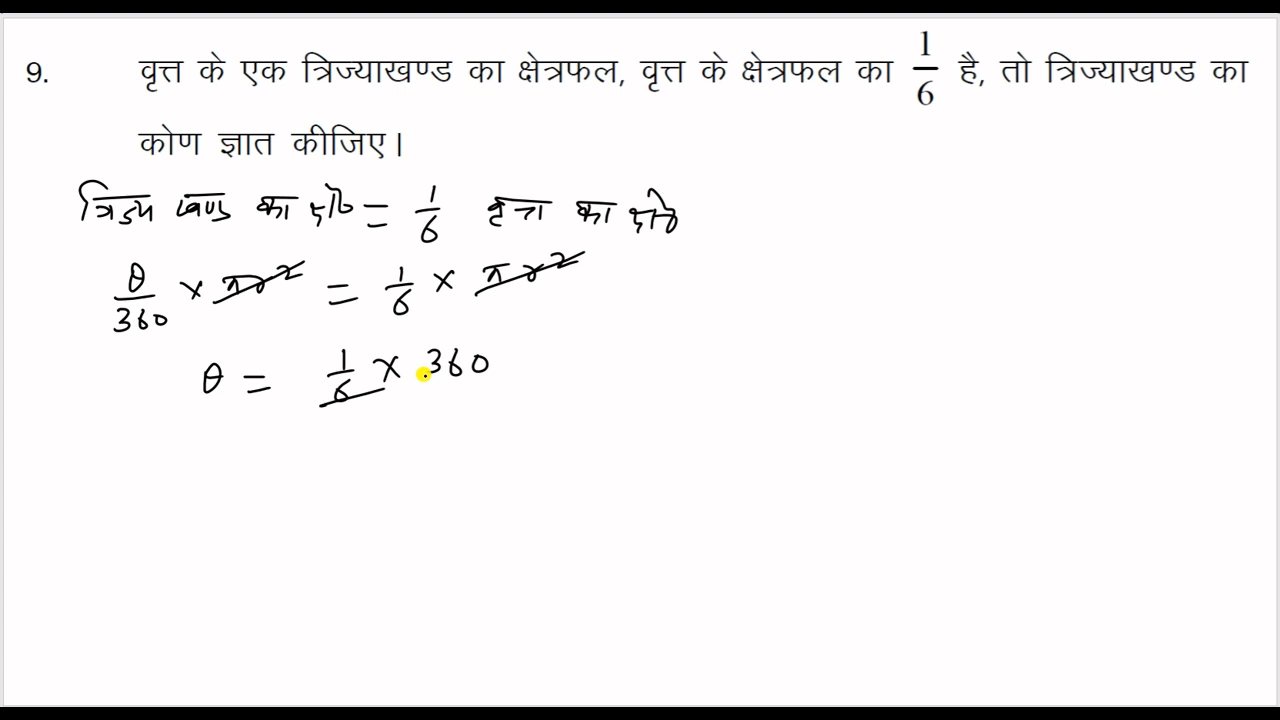 9. वृत्त के एक त्रिज्याखण्ड का क्षेत्रफल, वृत्त के क्षेत्रफल का 1/6 है, तो त्रिज्याखण्ड का
कोण ज्ञात कीजिए।
त्रिज्य खण्ड का क्षे० = 1/6 वृत्त का क्षे०
θ/360 × πr² = 1/6 × πr²
θ = 1/6 × 360